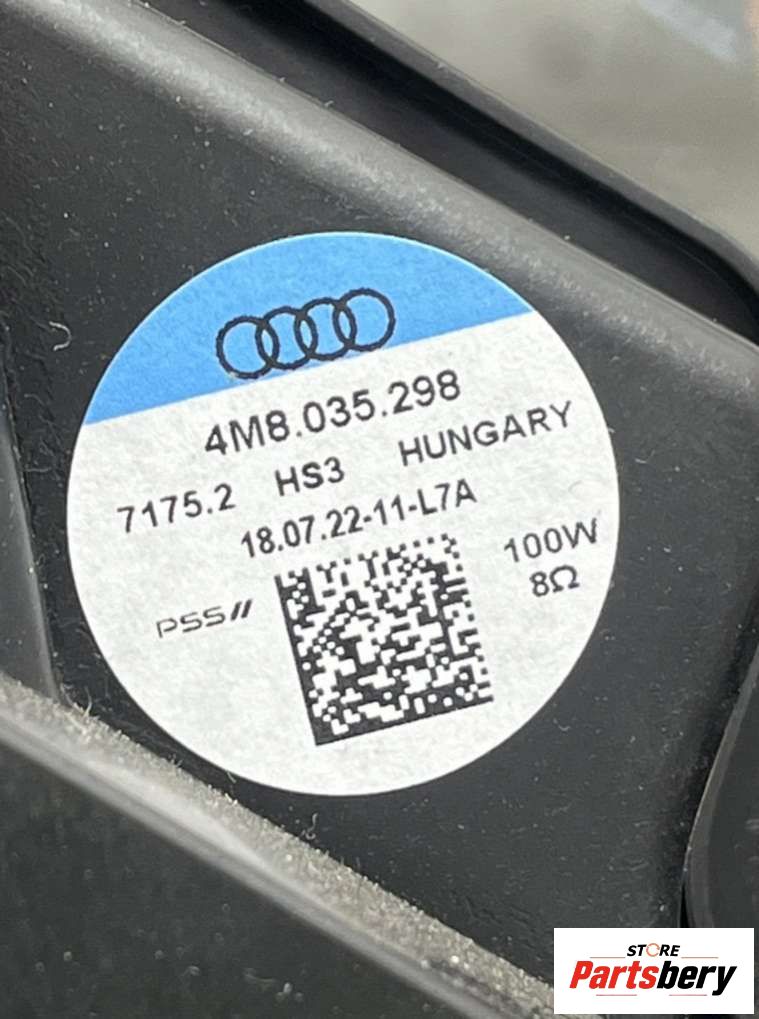 4M8.035.298
7175.2 HS3 HUNGARY
18.07.22-11-L7A
PSS 100W
8Ω
STORE
Partsbery